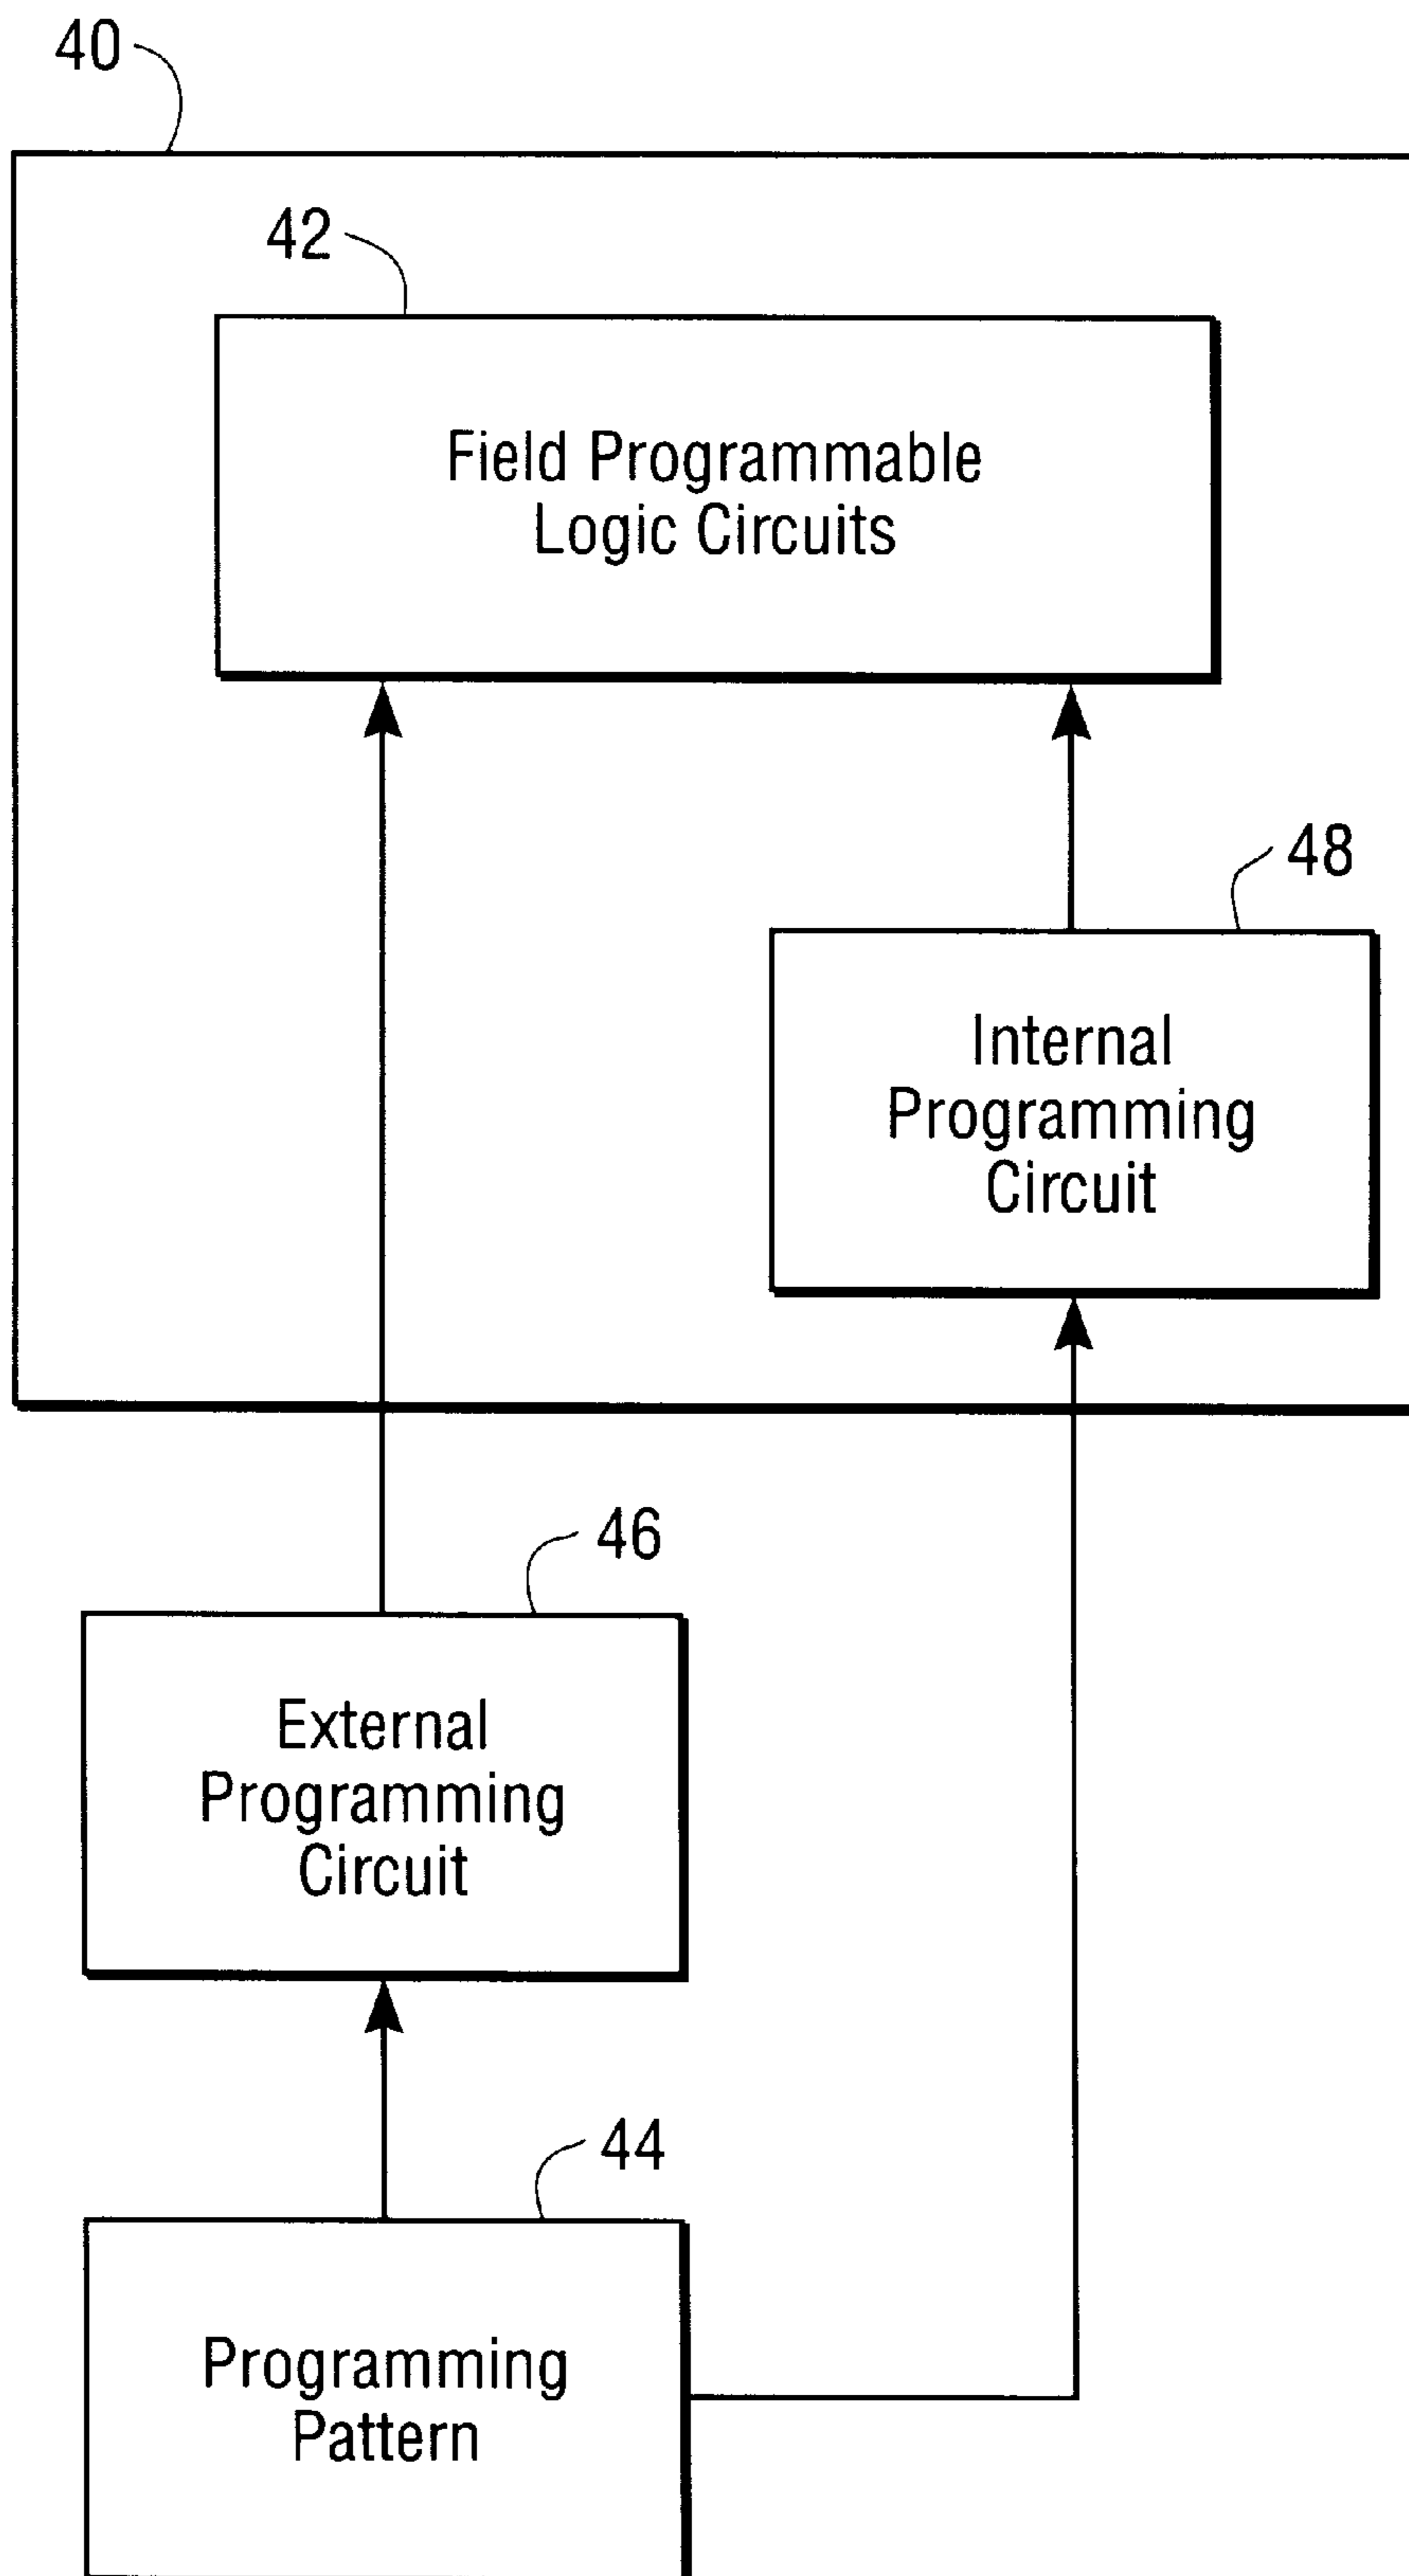 40
42
Field Programmable
Logic Circuits
48
Internal
Programming
Circuit
46
External
Programming
Circuit
44
Programming
Pattern